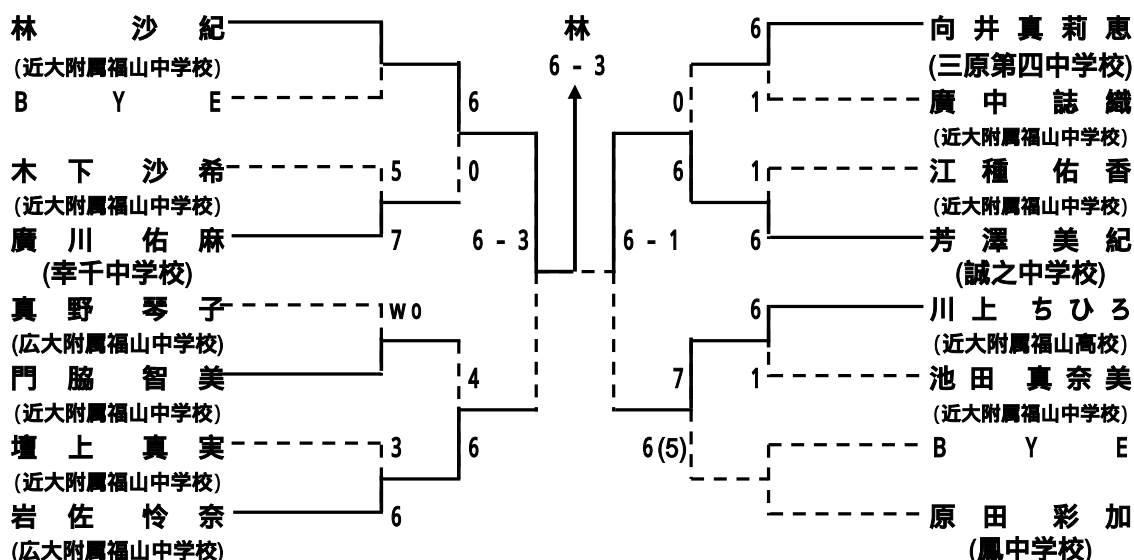 林 沙 紀
(近大附属福山中学校)
B Y E
木 下 沙 希
(近大附属福山中学校)
廣 川 佑 麻
(幸千中学校)
真 野 琴 子
(広大附属福山中学校)
門 脇 智 美
(近大附属福山中学校)
壇 上 真 実
(近大附属福山中学校)
岩 佐 怜 奈
(広大附属福山中学校)
5
7
wo
3
6
6
0
4
6
6 - 3
林
6 - 3
6 - 1
0
6
7
6(5)
6
1
1
6
6
1
向 井 真 莉 恵
(三原第四中学校)
廣 中 誌 織
(近大附属福山中学校)
江 種 佑 香
(近大附属福山中学校)
芳 澤 美 紀
(誠之中学校)
川 上 ち ひ ろ
(近大附属福山高校)
池 田 真 奈 美
(近大附属福山中学校)
B Y E
原 田 彩 加
(鳳中学校)